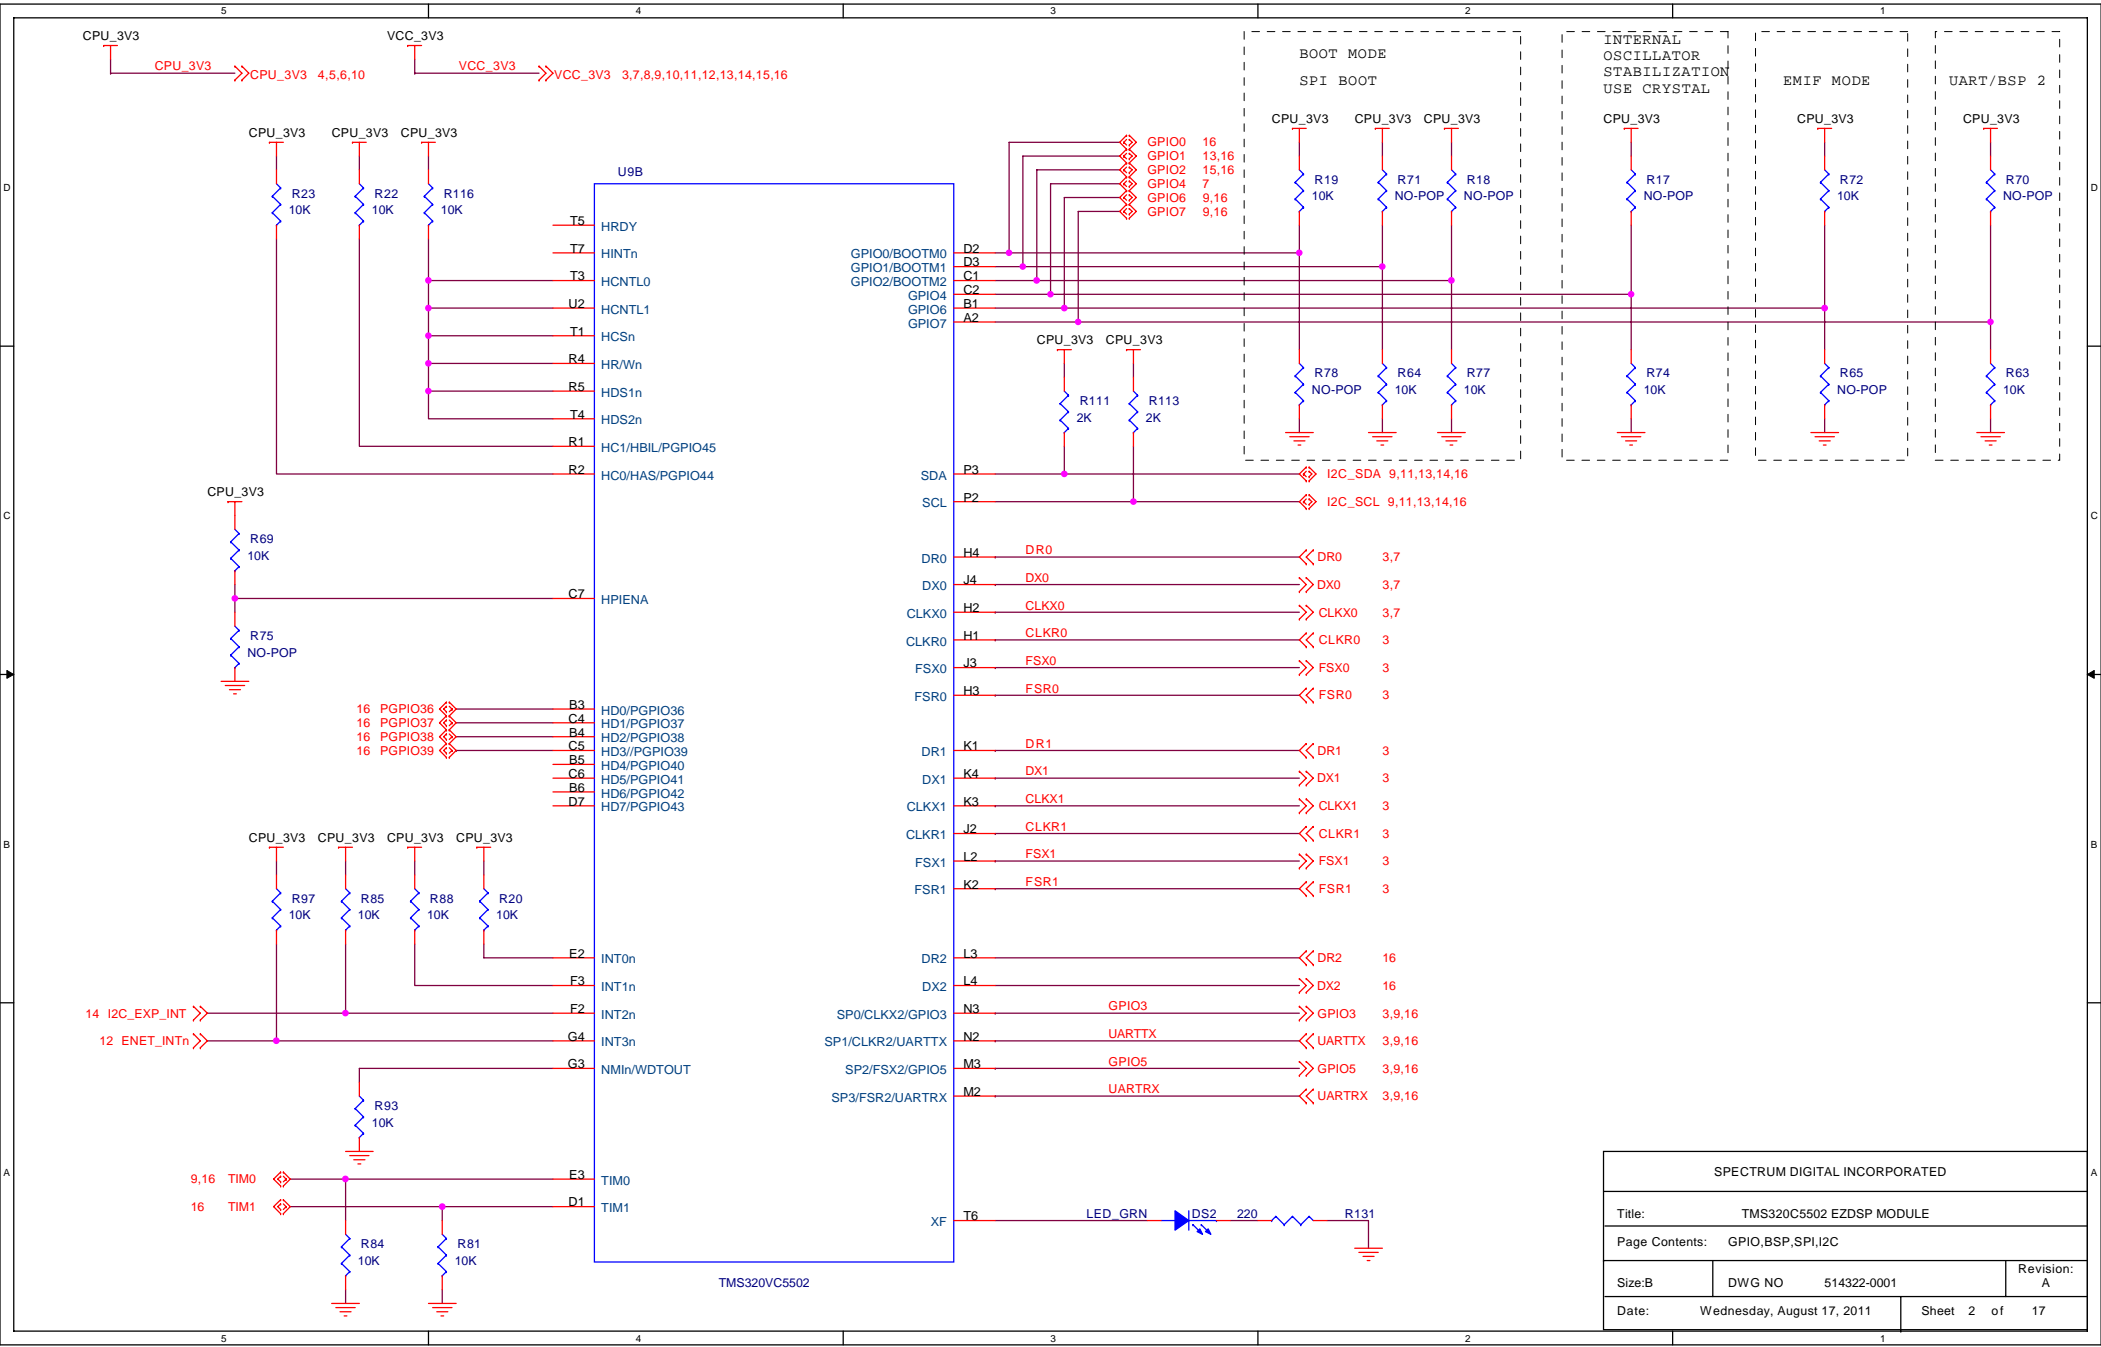 5 4 3 2 1
CPU_3V3
CPU_3V3
CPU_3V3 4,5,6,10
VCC_3V3
VCC_3V3
VCC_3V3 3,7,8,9,10,11,12,13,14,15,16
BOOT MODE
SPI BOOT
INTERNAL
OSCILLATOR
STABILIZATION
USE CRYSTAL
EMIF MODE
UART/BSP 2
CPU_3V3 CPU_3V3 CPU_3V3
CPU_3V3 CPU_3V3 CPU_3V3 CPU_3V3 CPU_3V3 CPU_3V3
D
R23
10K
R22
10K
R116
10K
U9B
GPIO0 16
GPIO1 13,16
GPIO2 15,16
GPIO4 7
GPIO6 9,16
GPIO7 9,16
R19
10K
R71
NO-POP
R18
NO-POP
R17
NO-POP
R72
10K
R70
NO-POP
D
T5 HRDY
T7 HINTn
T3 HCNTL0
U2 HCNTL1
T1 HCSn
R4 HR/Wn
R5 HDS1n
T4 HDS2n
R1 HC1/HBIL/PGPIO45
R2 HC0/HAS/PGPIO44
GPIO0/BOOTM0 D2
GPIO1/BOOTM1 D3
GPIO2/BOOTM2 C1
GPIO4 C2
GPIO6 B1
GPIO7 A2
CPU_3V3 CPU_3V3
R111
2K
R113
2K
R78
NO-POP
R64
10K
R77
10K
R74
10K
R65
NO-POP
R63
10K
SDA P3 I2C_SDA 9,11,13,14,16
SCL P2 I2C_SCL 9,11,13,14,16
C
C
CPU_3V3
R69
10K
C7 HPIENA
R75
NO-POP
DR0 H4 DR0 DR0 3,7
DX0 J4 DX0 DX0 3,7
CLKX0 H2 CLKX0 CLKX0 3,7
CLKR0 H1 CLKR0 CLKR0 3
FSX0 J3 FSX0 FSX0 3
FSR0 H3 FSR0 FSR0 3
16 PGPIO36 B3 HD0/PGPIO36
16 PGPIO37 C4 HD1/PGPIO37
16 PGPIO38 B4 HD2/PGPIO38
16 PGPIO39 C5 HD3//PGPIO39
B5 HD4/PGPIO40
C6 HD5/PGPIO41
B6 HD6/PGPIO42
D7 HD7/PGPIO43
DR1 K1 DR1 DR1 3
DX1 K4 DX1 DX1 3
CLKX1 K3 CLKX1 CLKX1 3
CLKR1 J2 CLKR1 CLKR1 3
FSX1 L2 FSX1 FSX1 3
FSR1 K2 FSR1 FSR1 3
B
B
CPU_3V3 CPU_3V3 CPU_3V3 CPU_3V3
R97
10K
R85
10K
R88
10K
R20
10K
E2 INT0n
F3 INT1n
14 I2C_EXP_INT F2 INT2n
12 ENET_INTn G4 INT3n
G3 NMIn/WDTOUT
R93
10K
DR2 L3 DR2 16
DX2 L4 DX2 16
SP0/CLKX2/GPIO3 N3 GPIO3 GPIO3 3,9,16
SP1/CLKR2/UARTTX N2 UARTTX UARTTX 3,9,16
SP2/FSX2/GPIO5 M3 GPIO5 GPIO5 3,9,16
SP3/FSR2/UARTRX M2 UARTRX UARTRX 3,9,16
A
A
9,16 TIM0 E3 TIM0
16 TIM1 D1 TIM1
R84
10K
R81
10K
XF T6 LED_GRN DS2 220 R131
TMS320VC5502
SPECTRUM DIGITAL INCORPORATED
Title: TMS320C5502 EZDSP MODULE
Page Contents: GPIO,BSP,SPI,I2C
Size:B DWG NO 514322-0001 Revision:
A
Date: Wednesday, August 17, 2011 Sheet 2 of 17
5 4 3 2 1